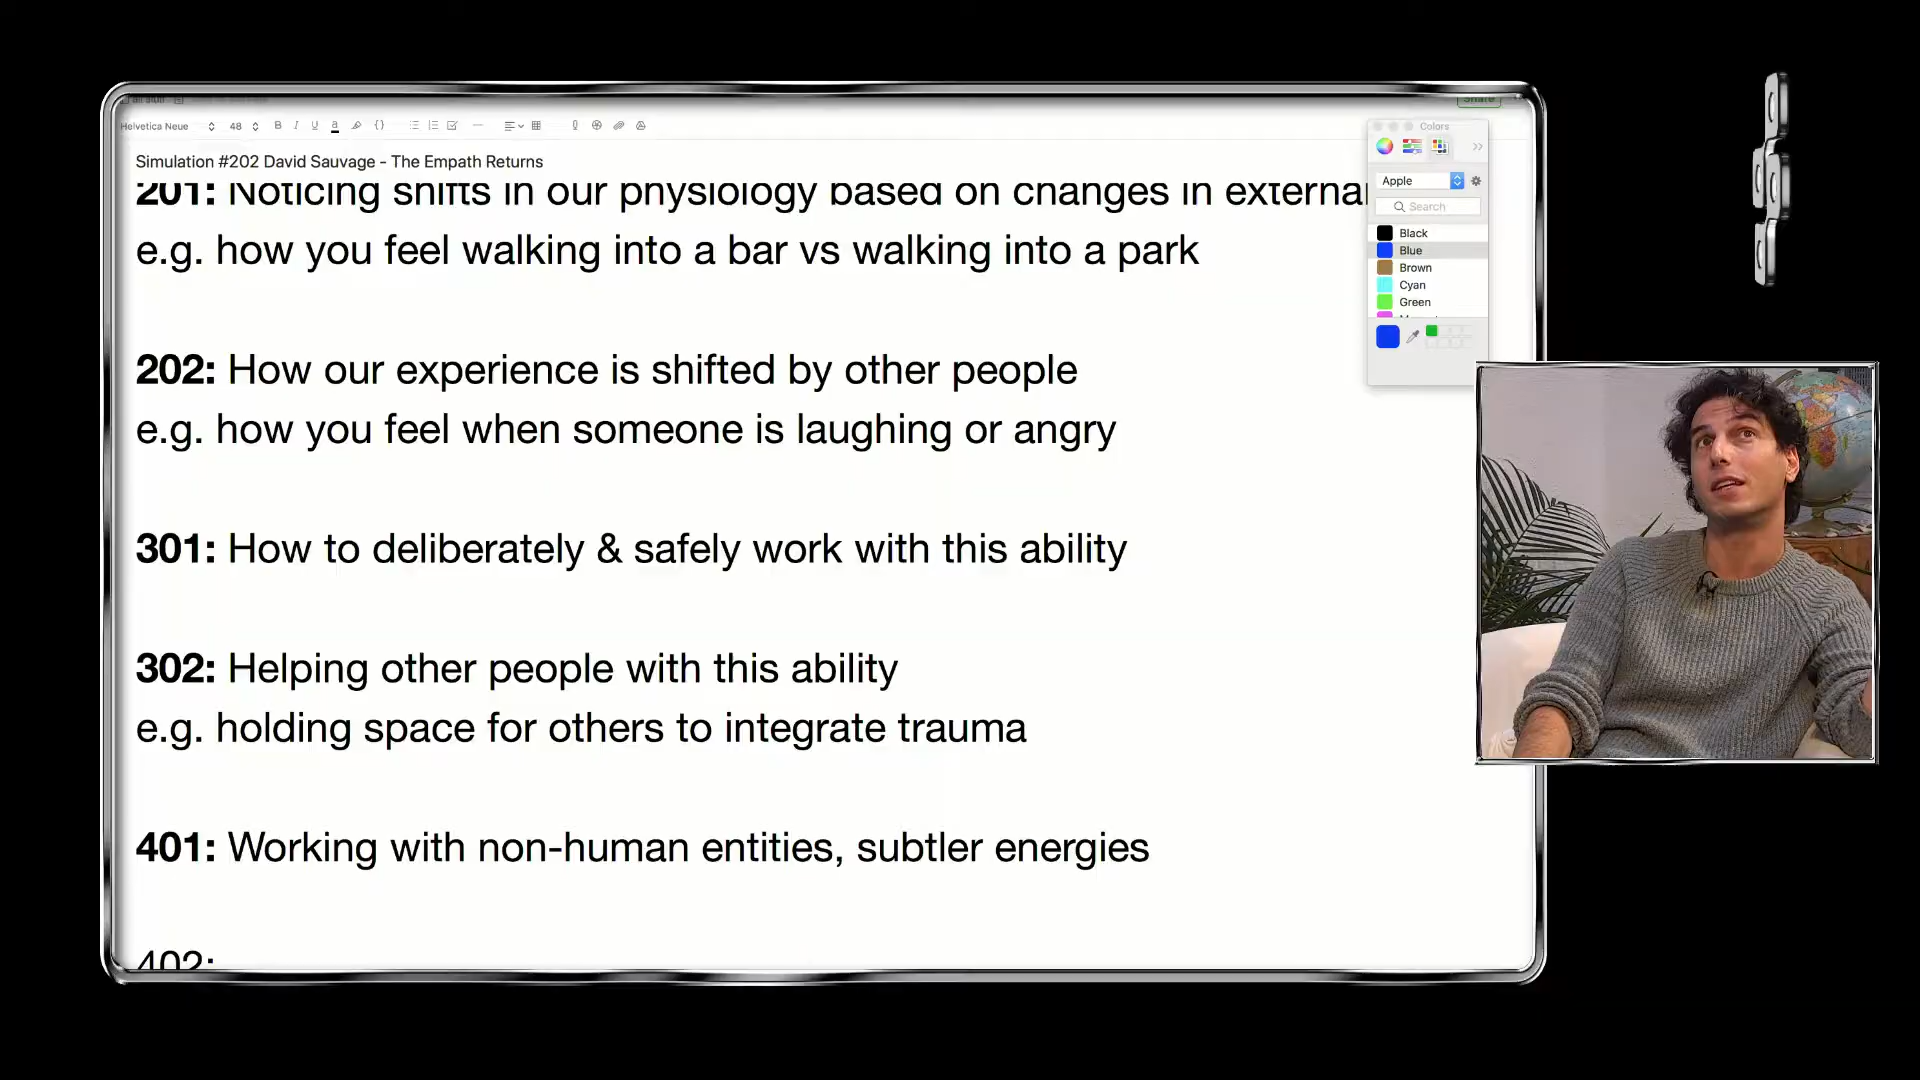 Share
Helvetica Neue 48 B I U a {}
Colors
Simulation #202 David Sauvage - The Empath Returns
Apple
Search
Black
Blue
Brown
Cyan
Green
201: Noticing shifts in our physiology based on changes in external
e.g. how you feel walking into a bar vs walking into a park
202: How our experience is shifted by other people
e.g. how you feel when someone is laughing or angry
301: How to deliberately & safely work with this ability
302: Helping other people with this ability
e.g. holding space for others to integrate trauma
401: Working with non-human entities, subtler energies
402: